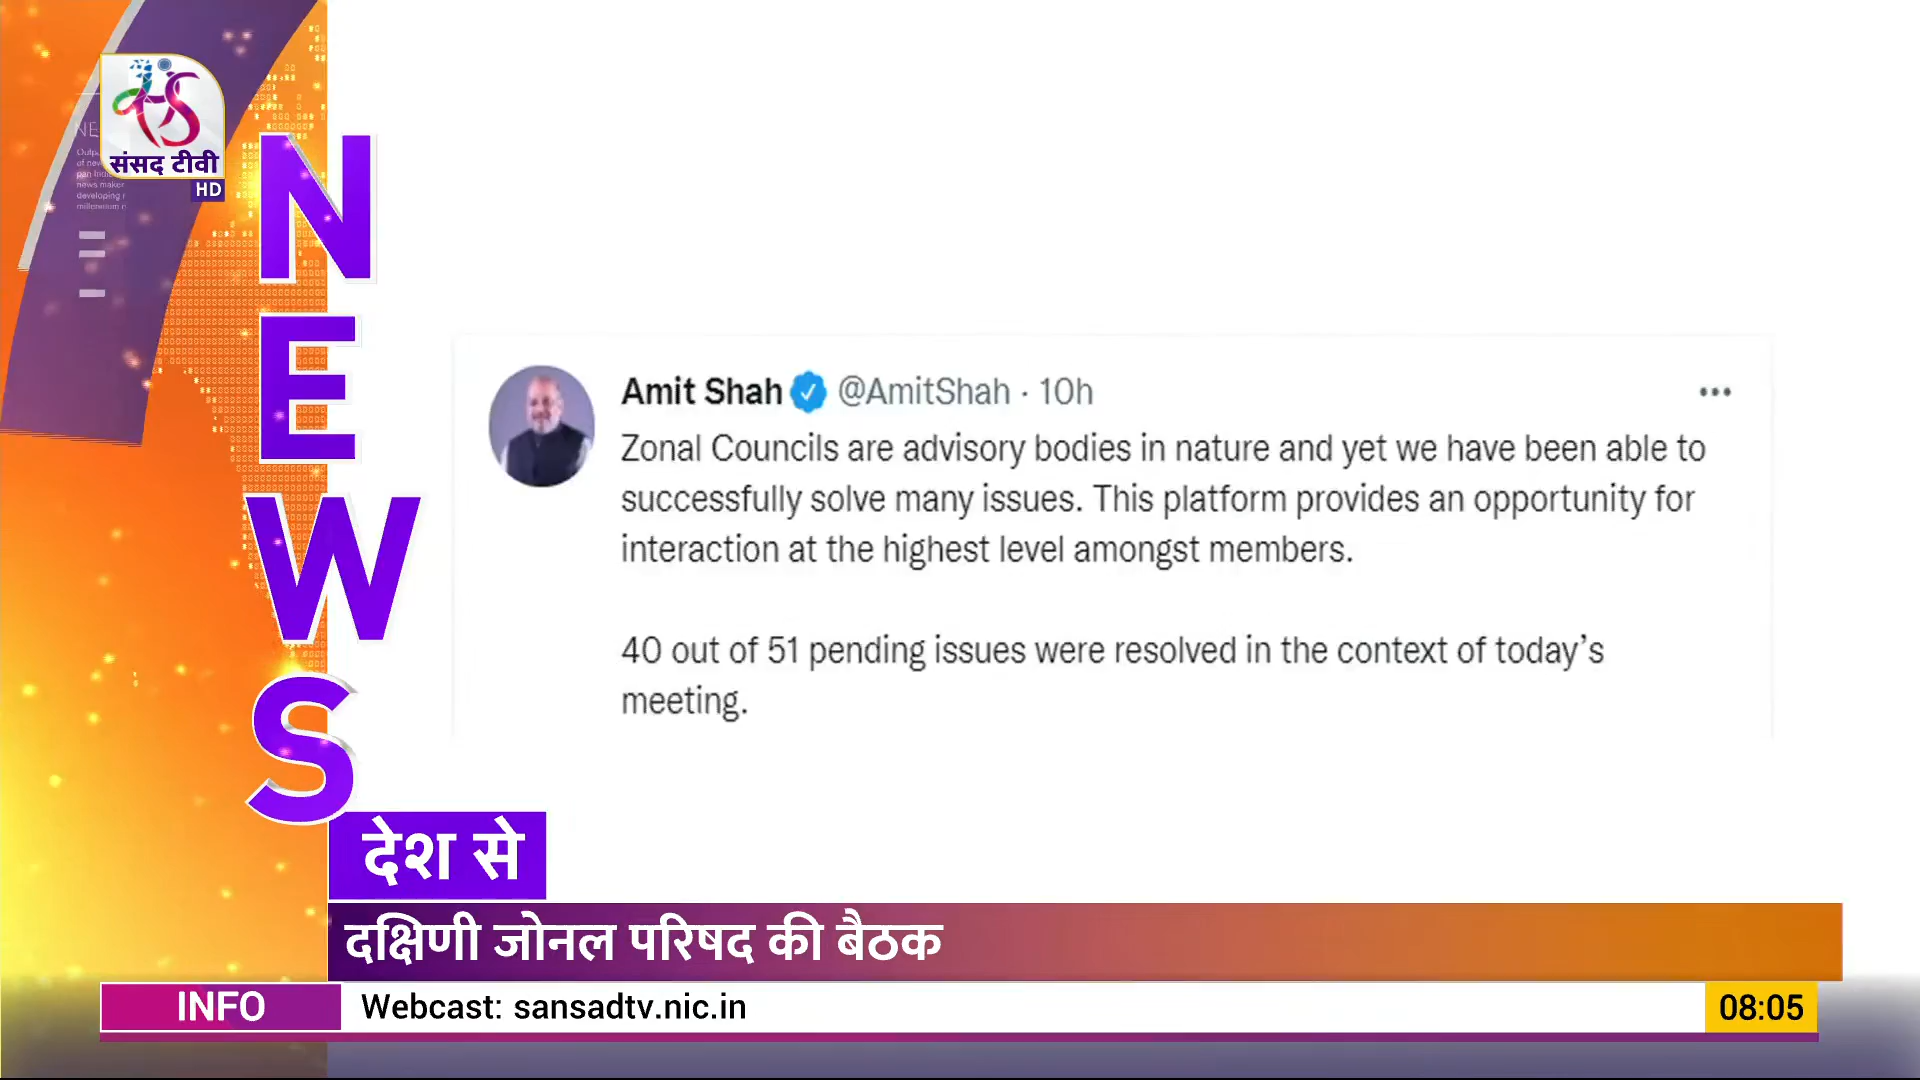 संसद टीवी
HD
NEWS
Amit Shah @AmitShah · 10h
Zonal Councils are advisory bodies in nature and yet we have been able to
successfully solve many issues. This platform provides an opportunity for
interaction at the highest level amongst members.
40 out of 51 pending issues were resolved in the context of today’s
meeting.
देश से
दक्षिणी जोनल परिषद की बैठक
INFO
Webcast: sansadtv.nic.in
08:05